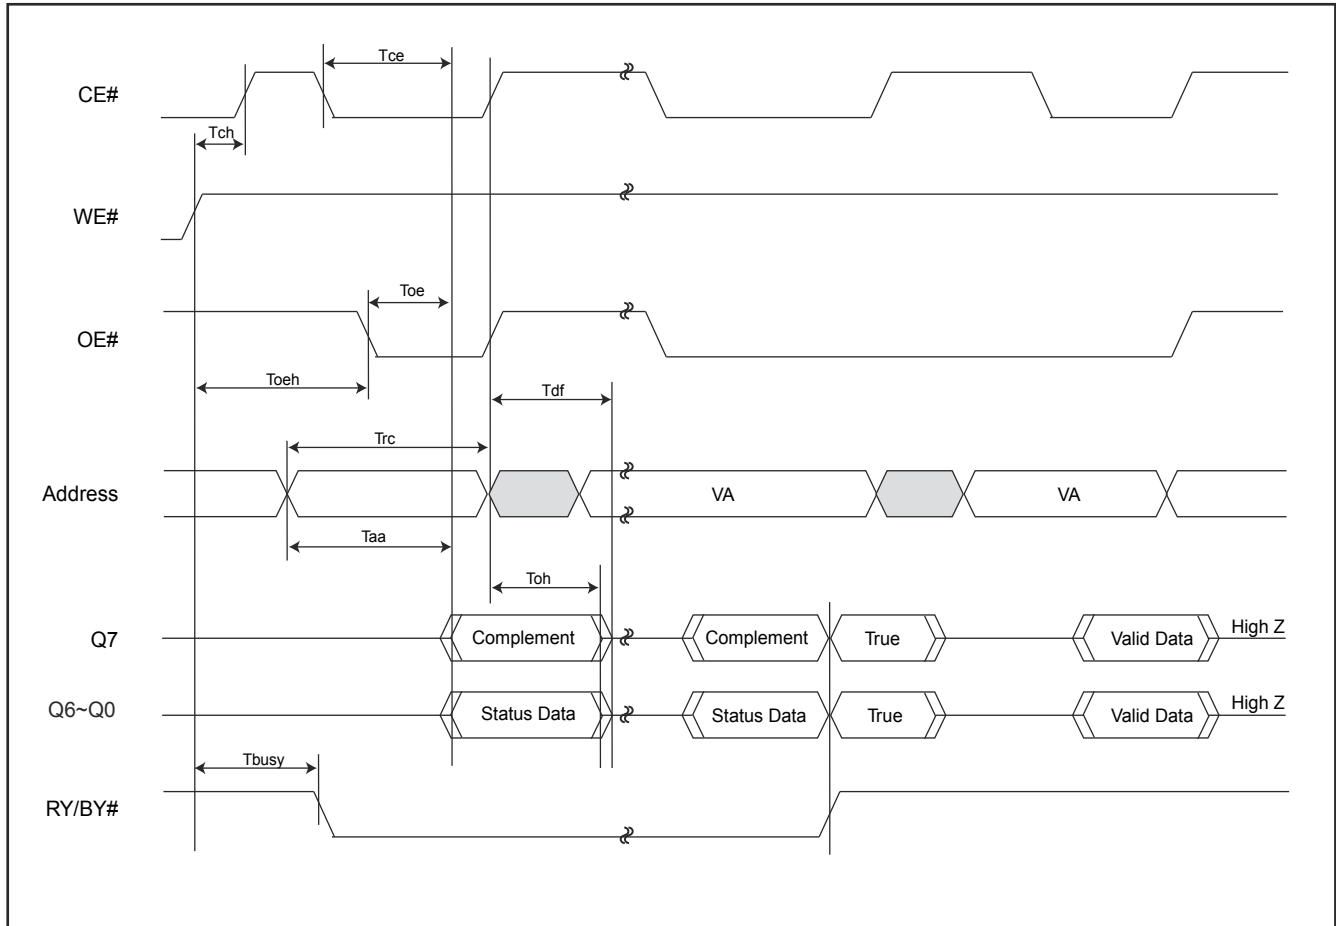 Tce
CE#
Tch
WE#
Toe
OE#
Toeh
Tdf
Trc
Address VA VA
Taa
Toh
Q7 Complement Complement True Valid Data High Z
Q6~Q0 Status Data Status Data True Valid Data High Z
Tbusy
RY/BY#